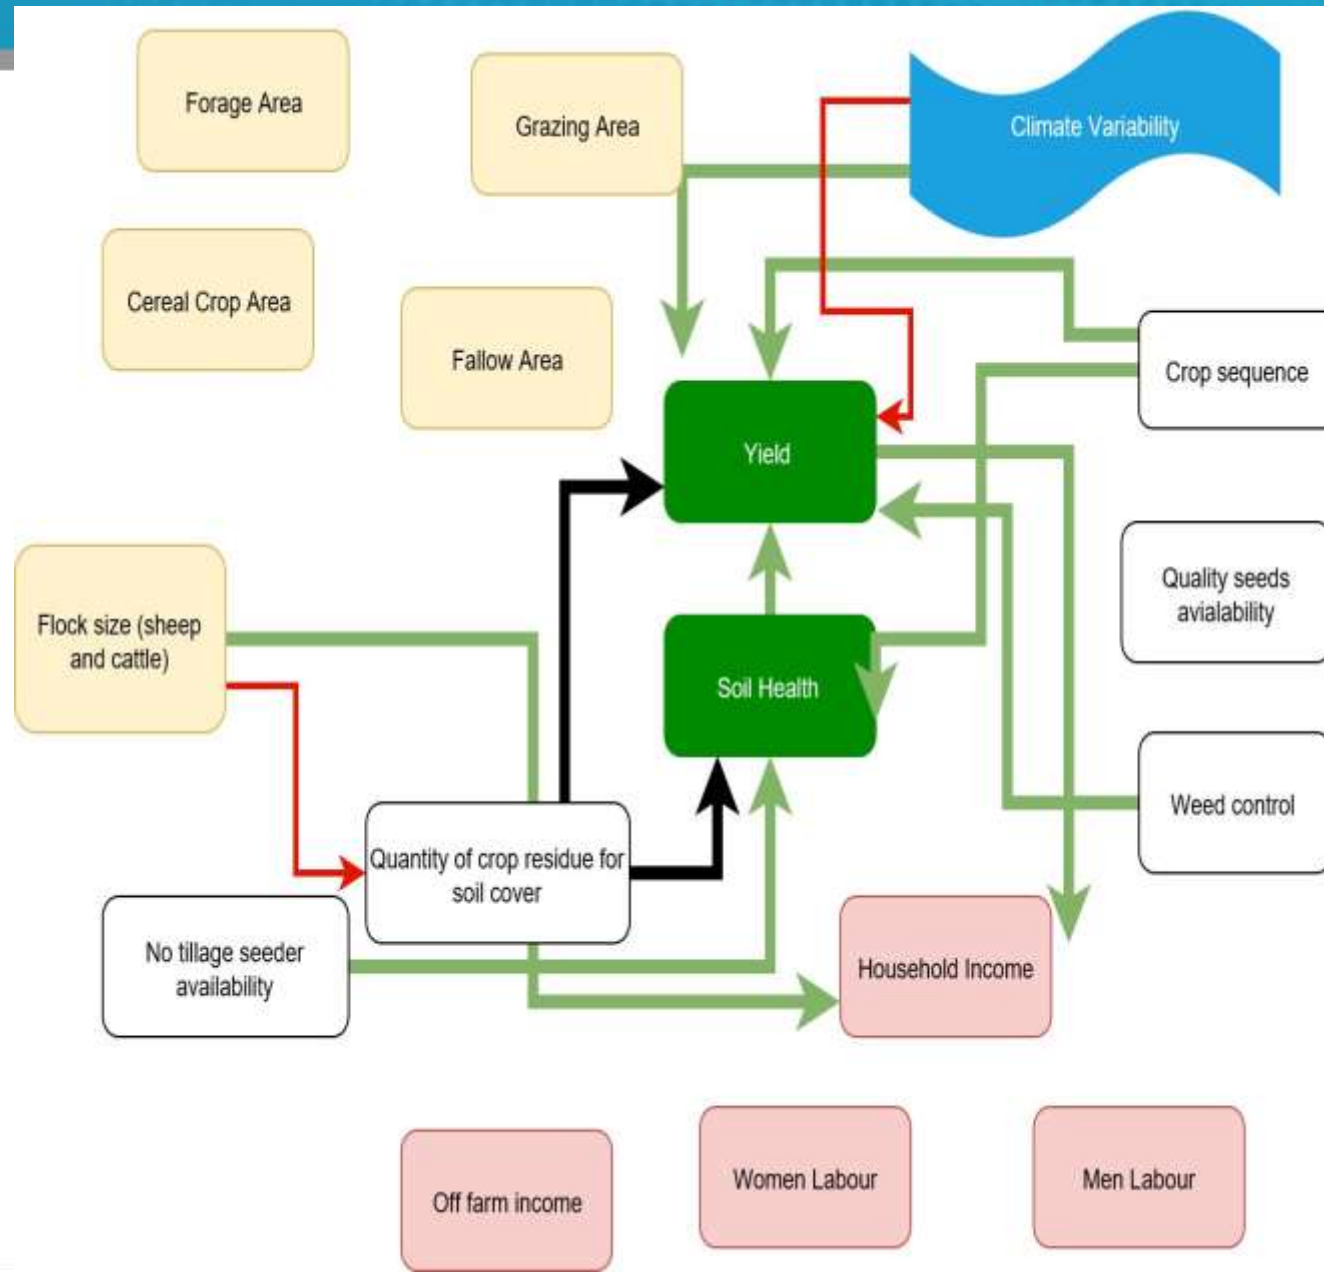 Forage Area
Grazing Area
Climate Variability
Cereal Crop Area
Fallow Area
Crop sequence
Yield
Quality seeds
avialability
Flock size (sheep
and cattle)
Soil Health
Weed control
Quantity of crop residue for
soil cover
No tillage seeder
availability
Household Income
Off farm income
Women Labour
Men Labour